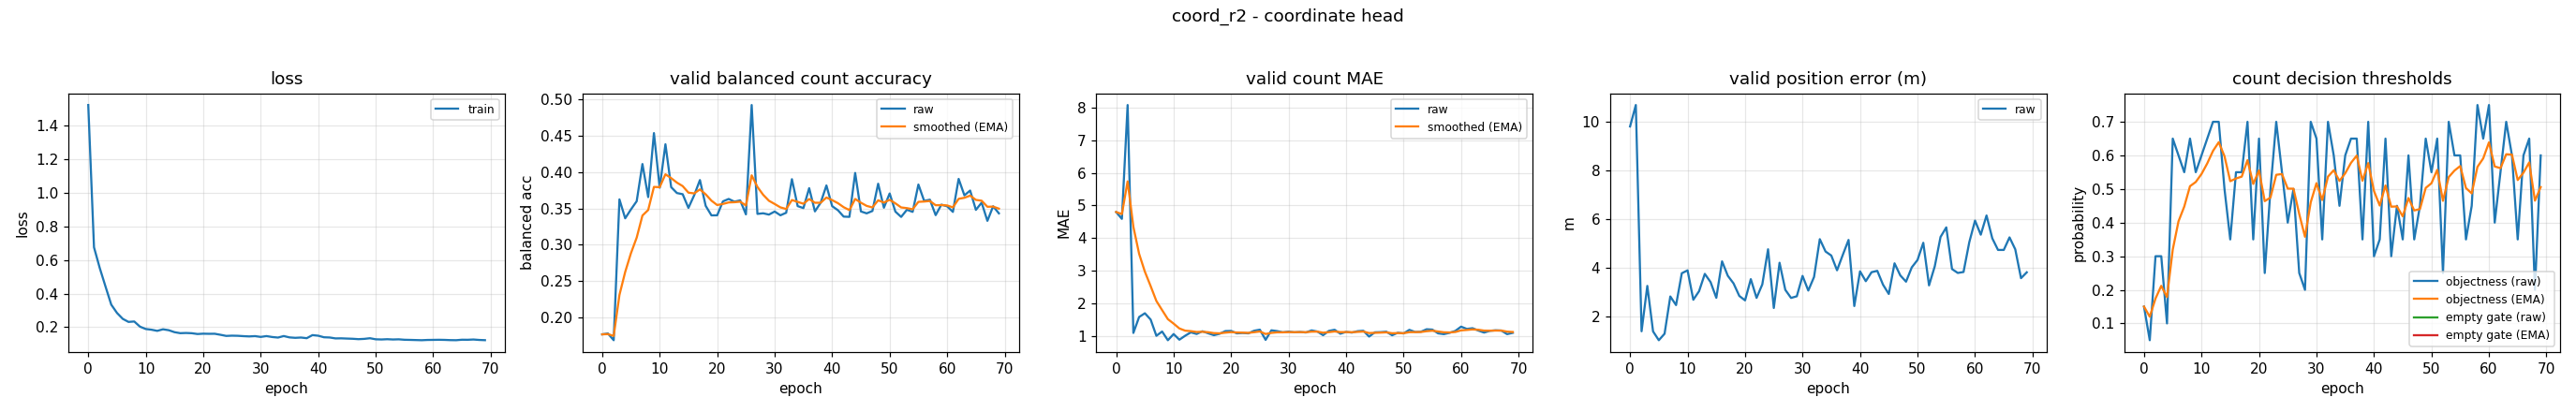 coord_r2 - coordinate head
loss
loss
1.4
1.2
1.0
0.8
0.6
0.4
0.2
0 10 20 30 40 50 60 70
epoch
train
valid balanced count accuracy
balanced acc
0.50
0.45
0.40
0.35
0.30
0.25
0.20
0 10 20 30 40 50 60 70
epoch
raw
smoothed (EMA)
valid count MAE
MAE
8
7
6
5
4
3
2
1
0 10 20 30 40 50 60 70
epoch
raw
smoothed (EMA)
valid position error (m)
m
10
8
6
4
2
0 10 20 30 40 50 60 70
epoch
raw
count decision thresholds
probability
0.7
0.6
0.5
0.4
0.3
0.2
0.1
0 10 20 30 40 50 60 70
epoch
objectness (raw)
objectness (EMA)
empty gate (raw)
empty gate (EMA)